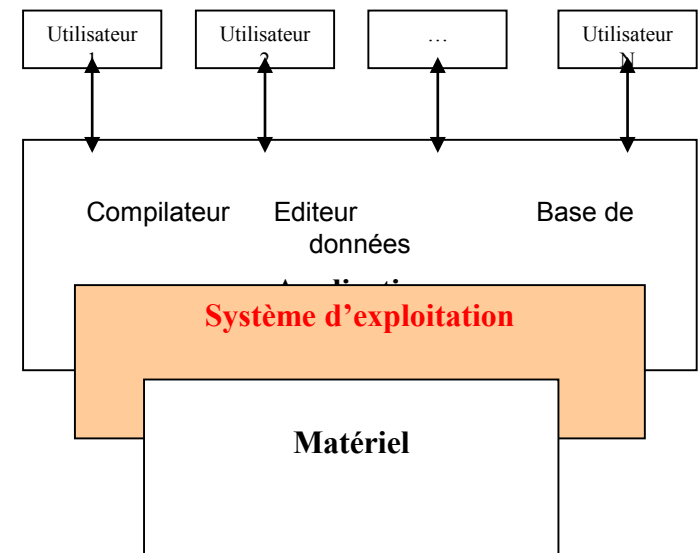 Utilisateur 1
Utilisateur 2
…
Utilisateur N
Compilateur Editeur Base de
données
Système d’exploitation
Matériel